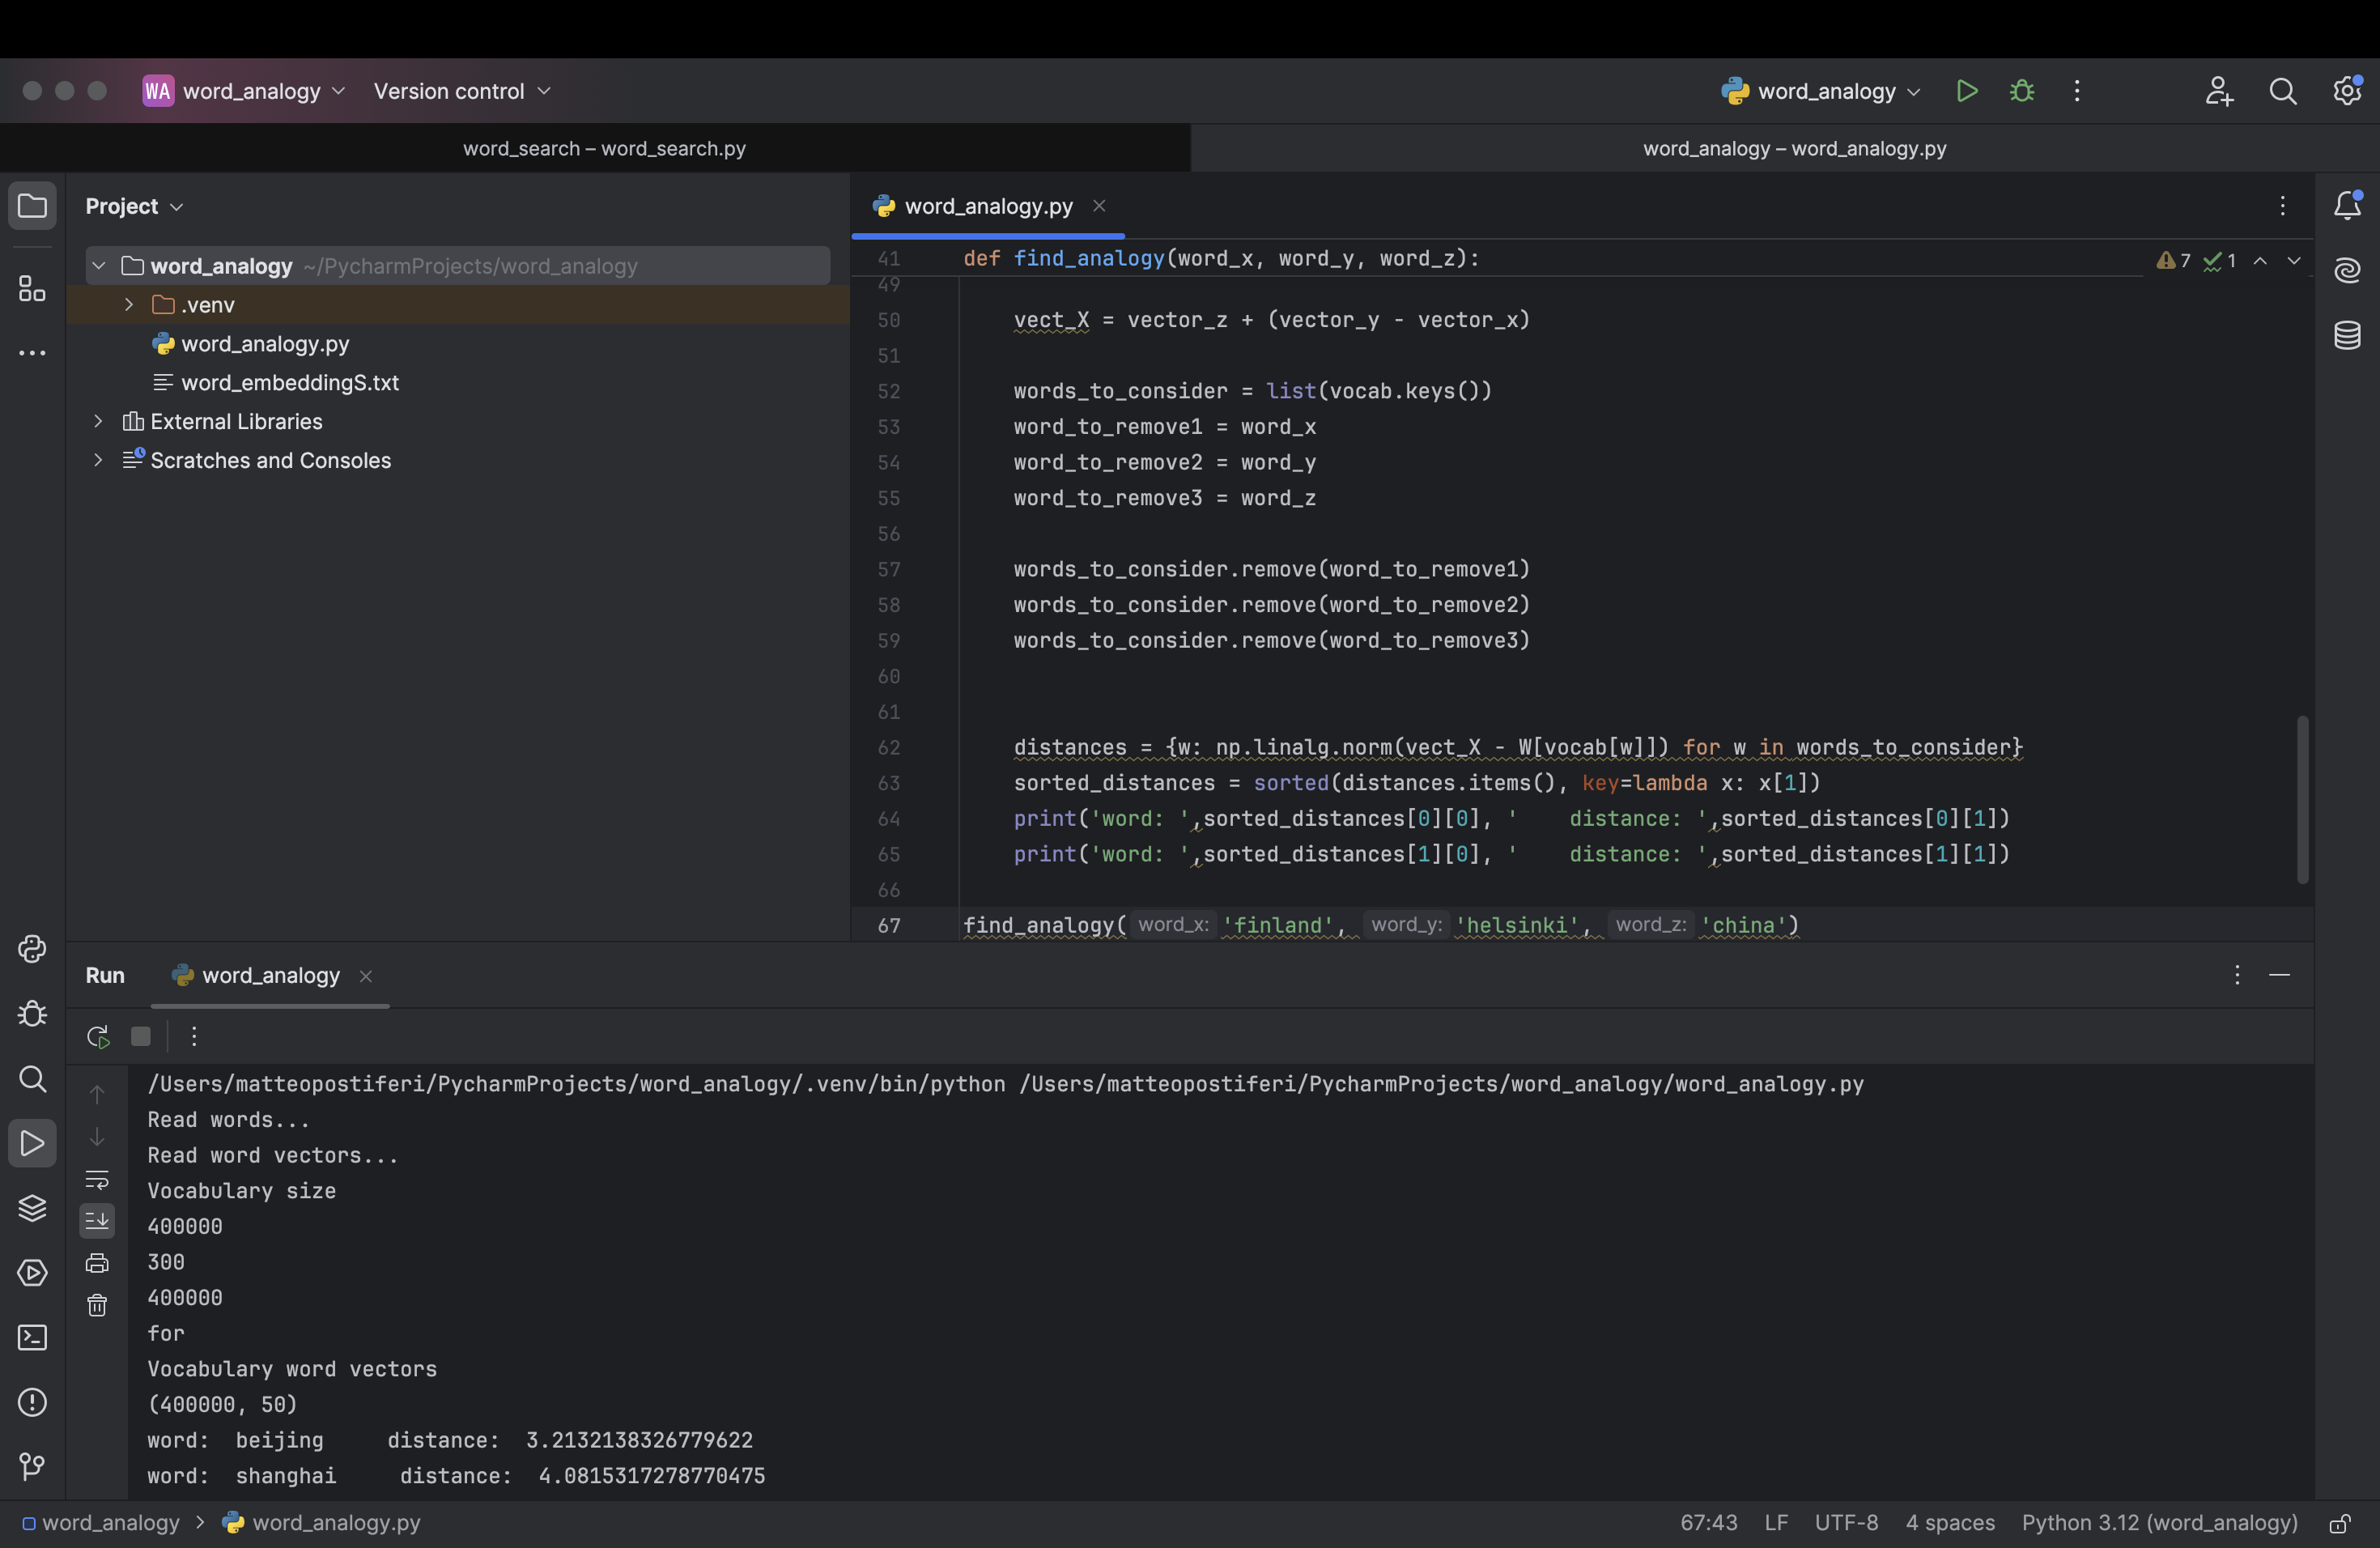 WA word_analogy Version control word_analogy
word_search – word_search.py word_analogy – word_analogy.py
Project
word_analogy ~/PycharmProjects/word_analogy
.venv
word_analogy.py
word_embeddingS.txt
External Libraries
Scratches and Consoles
word_analogy.py
41 def find_analogy(word_x, word_y, word_z): 7 1
49
50 vect_X = vector_z + (vector_y - vector_x)
51
52 words_to_consider = list(vocab.keys())
53 word_to_remove1 = word_x
54 word_to_remove2 = word_y
55 word_to_remove3 = word_z
56
57 words_to_consider.remove(word_to_remove1)
58 words_to_consider.remove(word_to_remove2)
59 words_to_consider.remove(word_to_remove3)
60
61
62 distances = {w: np.linalg.norm(vect_X - W[vocab[w]]) for w in words_to_consider}
63 sorted_distances = sorted(distances.items(), key=lambda x: x[1])
64 print('word: ',sorted_distances[0][0], '    distance: ',sorted_distances[0][1])
65 print('word: ',sorted_distances[1][0], '    distance: ',sorted_distances[1][1])
66
67 find_analogy( word_x: 'finland', word_y: 'helsinki', word_z: 'china')
Run word_analogy
/Users/matteopostiferi/PycharmProjects/word_analogy/.venv/bin/python /Users/matteopostiferi/PycharmProjects/word_analogy/word_analogy.py
Read words...
Read word vectors...
Vocabulary size
400000
300
400000
for
Vocabulary word vectors
(400000, 50)
word:  beijing     distance:  3.2132138326779622
word:  shanghai     distance:  4.0815317278770475
word_analogy > word_analogy.py 67:43 LF UTF-8 4 spaces Python 3.12 (word_analogy)